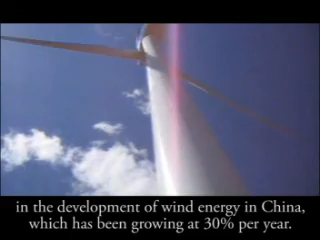 in the development of wind energy in China,
which has been growing at 30% per year.